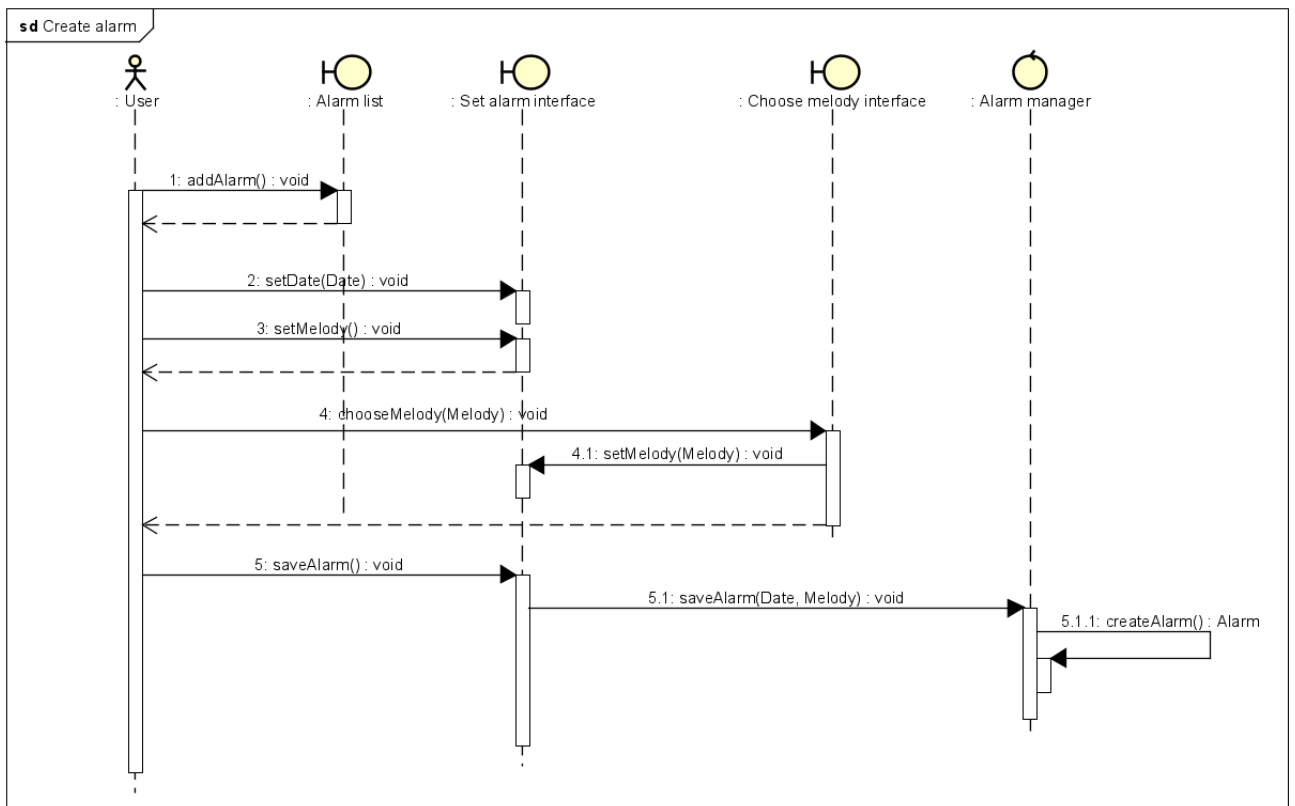 sd Create alarm
: User
: Alarm list
: Set alarm interface
: Choose melody interface
: Alarm manager
1: addAlarm() : void
2: setDate(Date) : void
3: setMelody() : void
4: chooseMelody(Melody) : void
4.1: setMelody(Melody) : void
5: saveAlarm() : void
5.1: saveAlarm(Date, Melody) : void
5.1.1: createAlarm() : Alarm